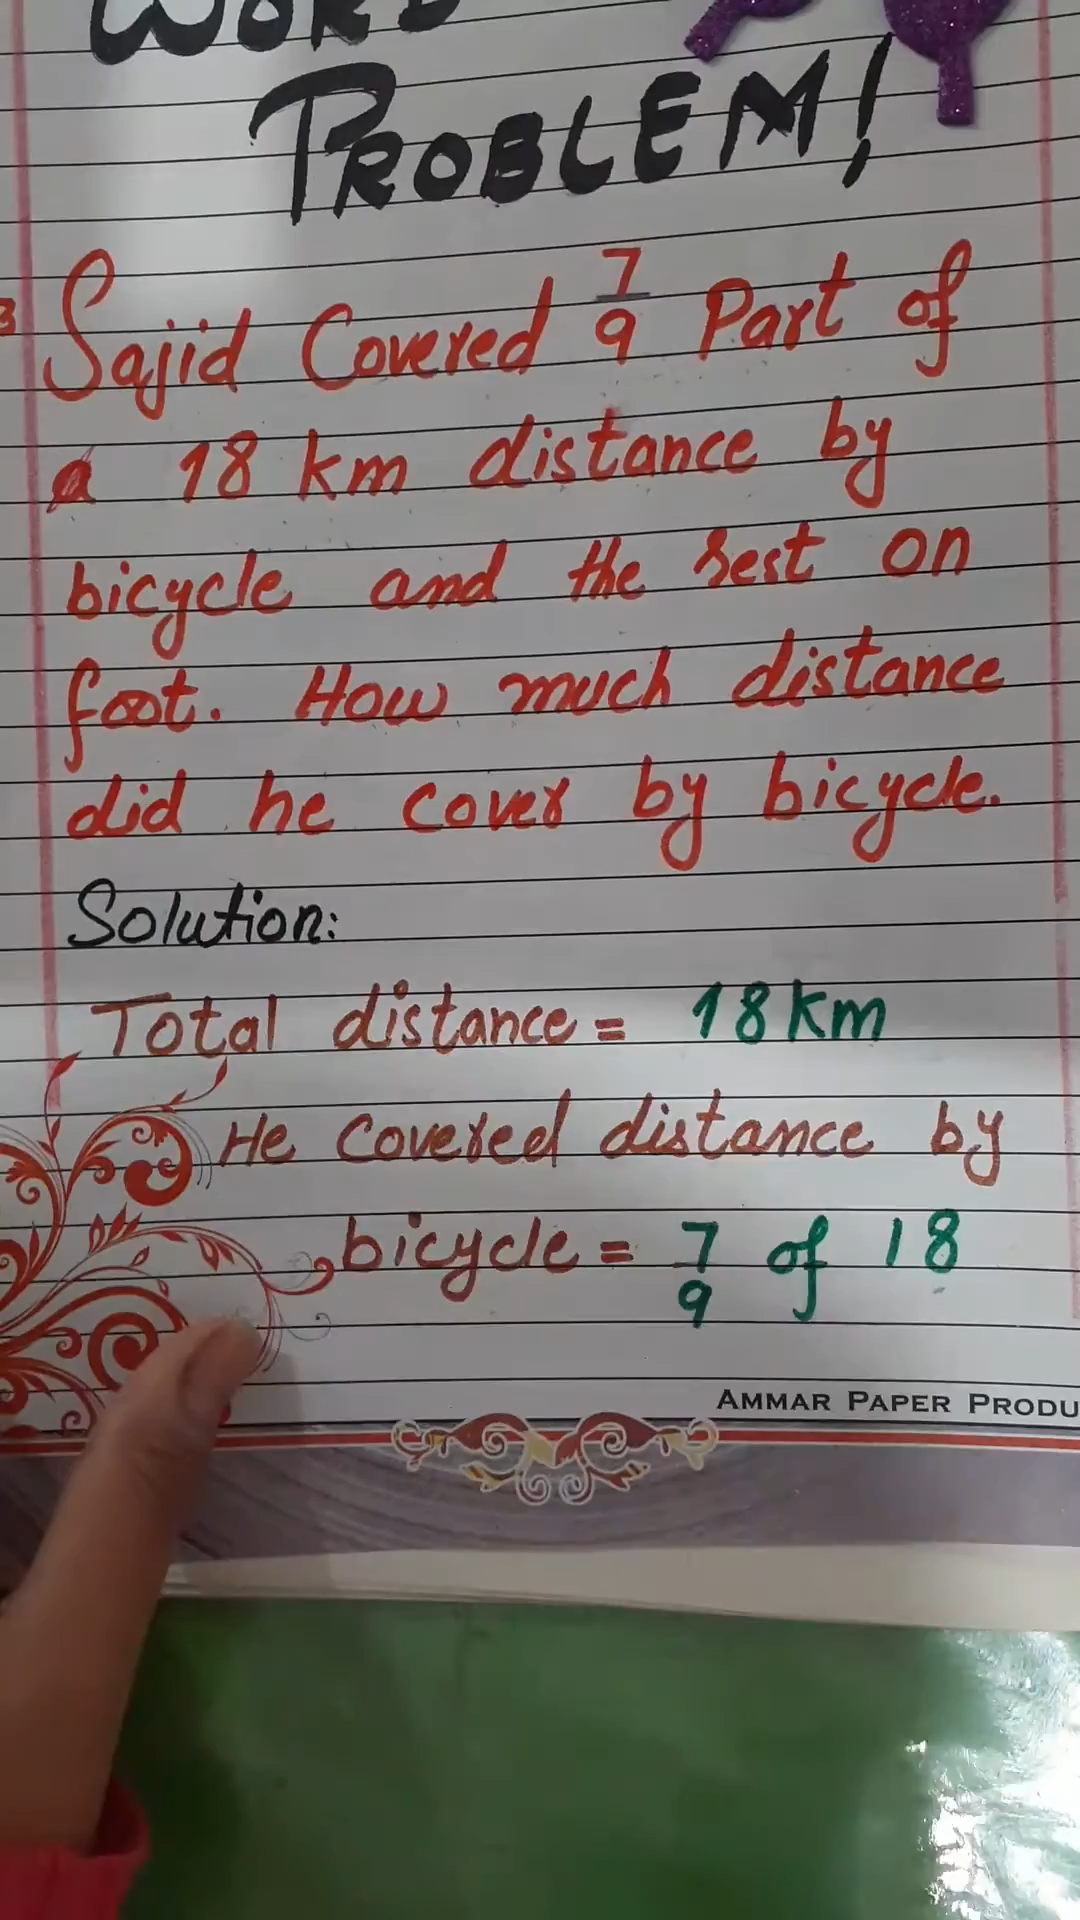 WORD
PROBLEM!
3
Sajid Covered 7/9 Part of
a 18 km distance by
bicycle and the rest on
foot. How much distance
did he cover by bicycle.
Solution:
Total distance = 18 km
He covered distance by
bicycle = 7/9 of 18
AMMAR PAPER PRODU